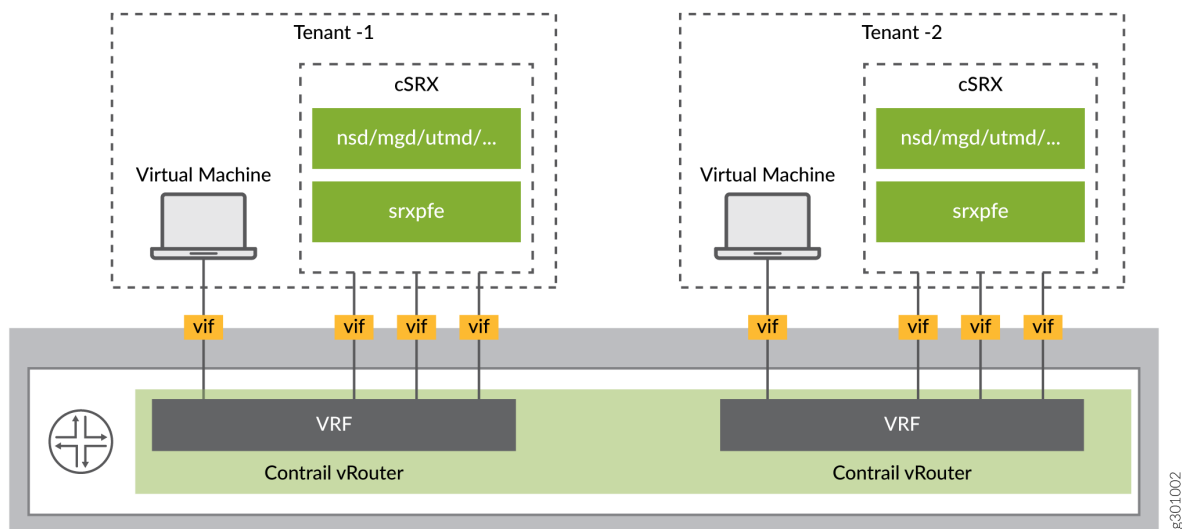 Tenant -1
cSRX
nsd/mgd/utmd/...
Virtual Machine
srxpfe
vif
vif
vif
vif
VRF
Contrail vRouter
Tenant -2
cSRX
nsd/mgd/utmd/...
Virtual Machine
srxpfe
vif
vif
vif
vif
VRF
Contrail vRouter
g301002